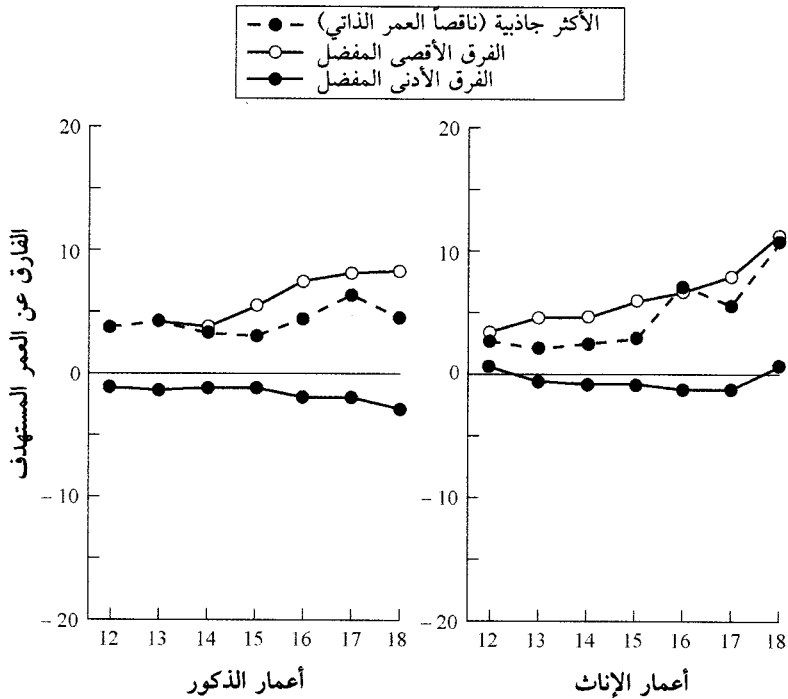 الأكثر جاذبية (ناقصاً العمر الذاتي)
الفرق الأقصى المفضل
الفرق الأدنى المفضل
الفارق عن العمر المستهدف
20
10
0
– 10
– 20
12 13 14 15 16 17 18
أعمار الذكور
20
10
0
– 10
– 20
12 13 14 15 16 17 18
أعمار الإناث